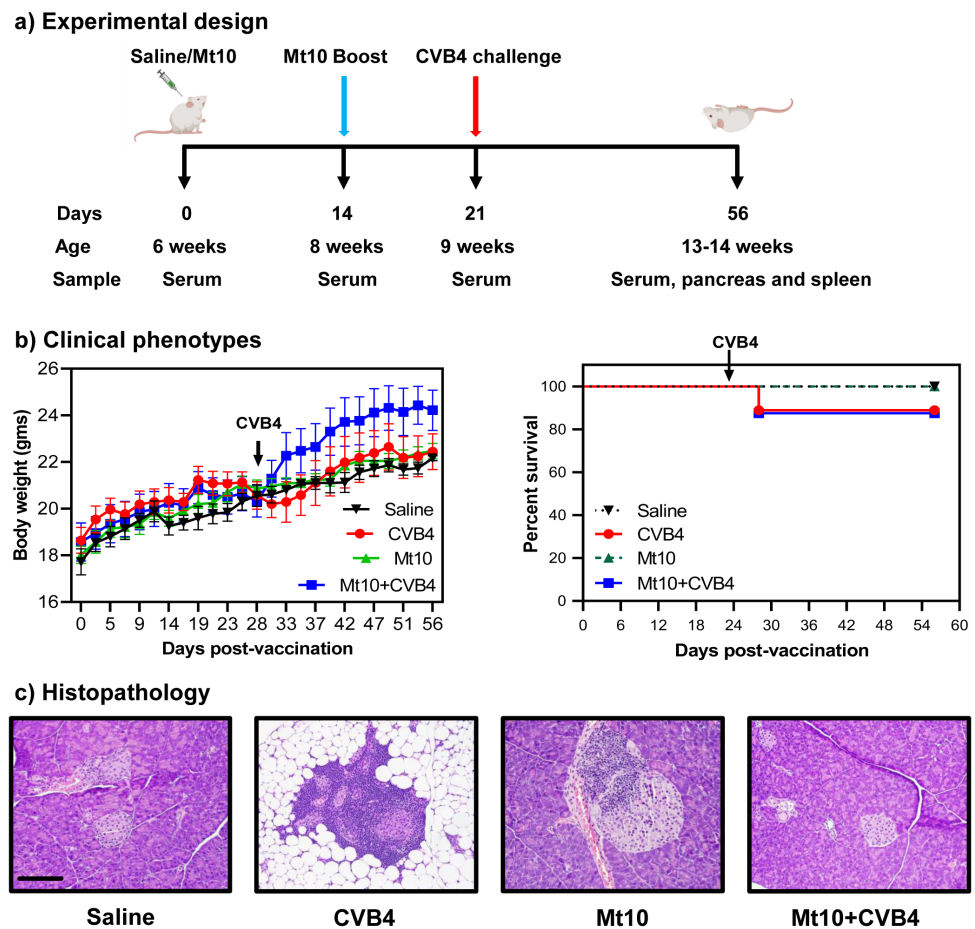 a) Experimental design
Saline/Mt10 Mt10 Boost CVB4 challenge
Days 0 14 21 56
Age 6 weeks 8 weeks 9 weeks 13-14 weeks
Sample Serum Serum Serum Serum, pancreas and spleen
b) Clinical phenotypes
Body weight (gms)
26
24
22
20
18
16
CVB4
Saline
CVB4
Mt10
Mt10+CVB4
0 5 9 14 19 23 28 33 37 42 47 51 56
Days post-vaccination
CVB4
Percent survival
100
80
60
40
20
0
Saline
CVB4
Mt10
Mt10+CVB4
0 6 12 18 24 30 36 42 48 54 60
Days post-vaccination
c) Histopathology
Saline CVB4 Mt10 Mt10+CVB4